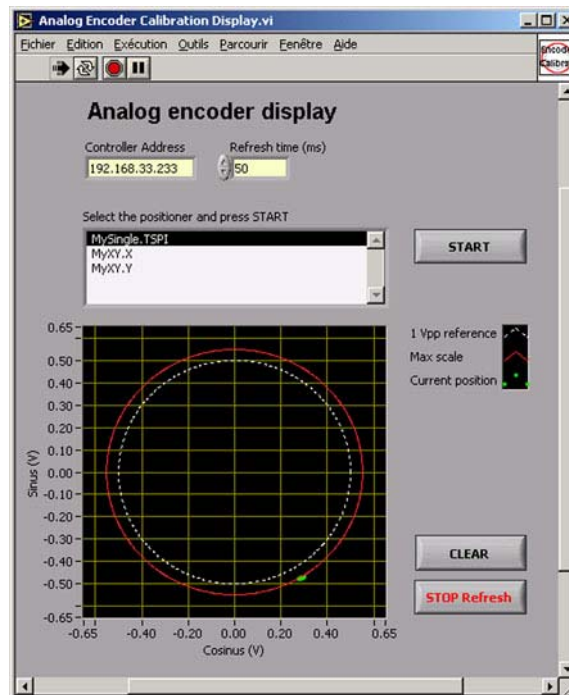 Analog Encoder Calibration Display.vi
Fichier Edition Exécution Outils Parcourir Fenêtre Aide
Encode
Calibra
Analog encoder display
Controller Address Refresh time (ms)
192.168.33.233 50
Select the positioner and press START
MySingle.TSPI
MyXY.X
MyXY.Y
START
1 Vpp reference
Max scale
Current position
0.65
0.50
0.40
0.30
0.20
0.10
0.00
-0.10
-0.20
-0.30
-0.40
-0.50
-0.65
Sinus (V)
-0.65 -0.40 -0.20 0.00 0.20 0.40 0.65
Cosinus (V)
CLEAR
STOP Refresh